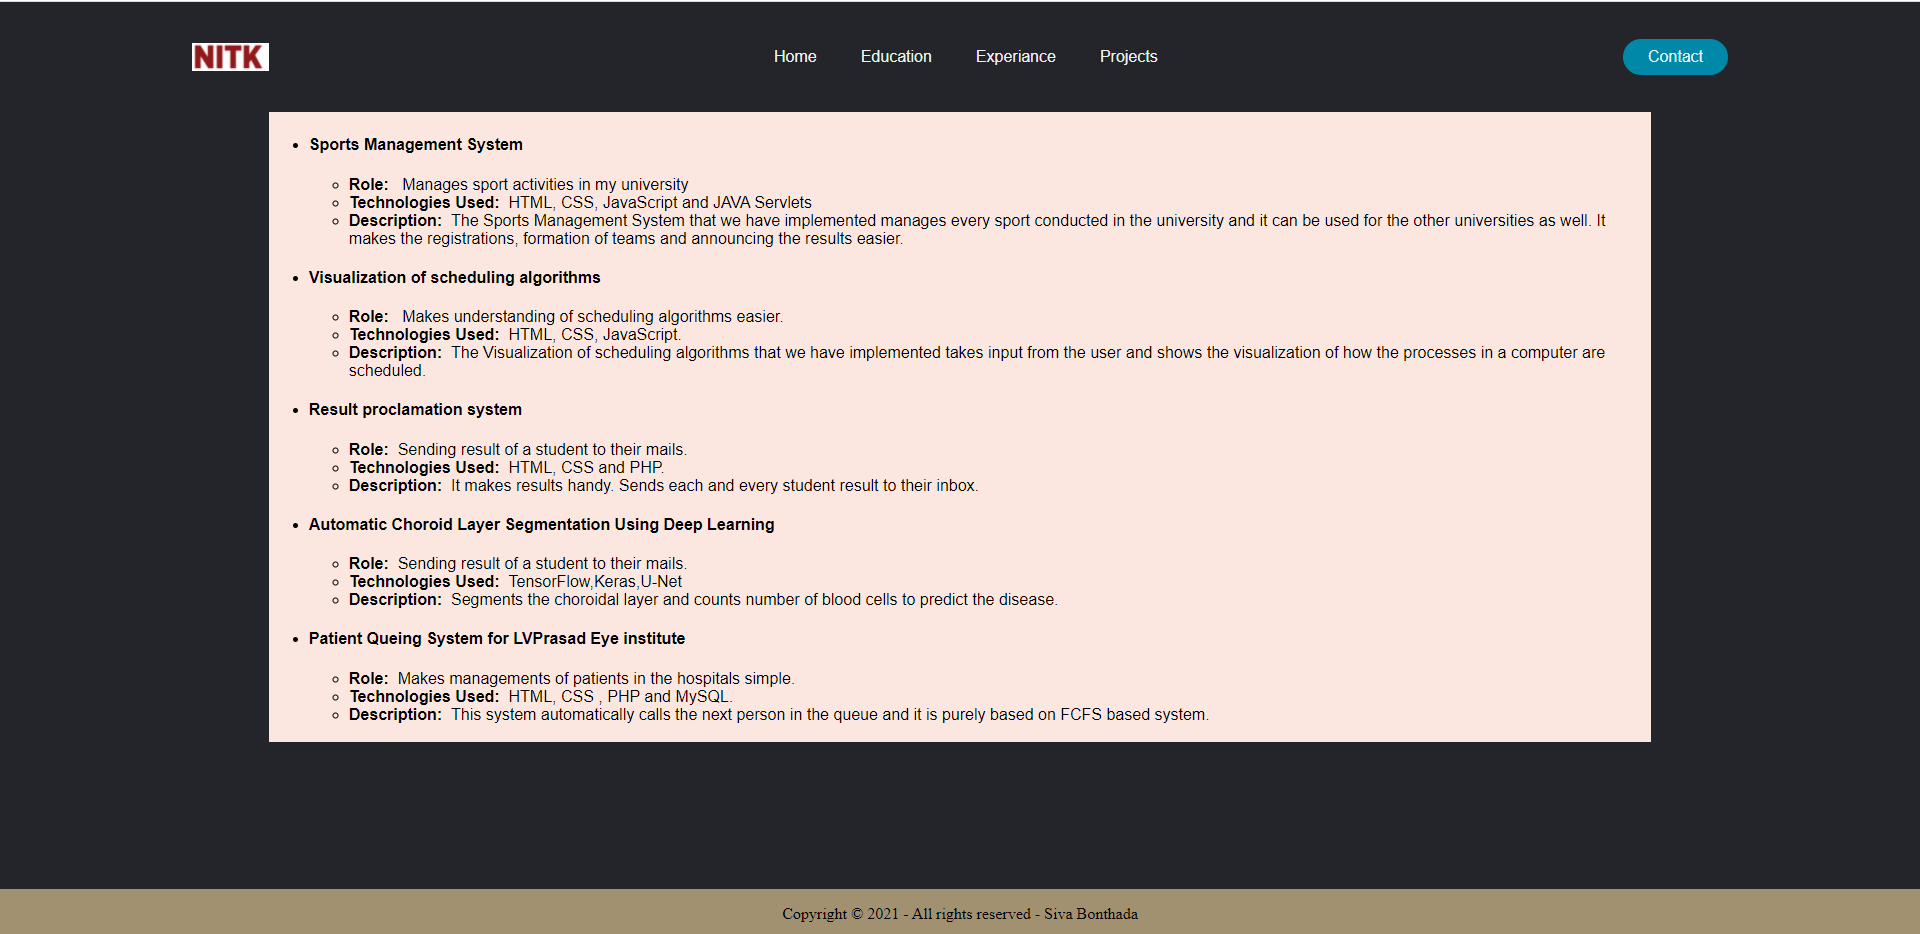 NITK
Home Education Experiance Projects
Contact
• Sports Management System
○ Role: Manages sport activities in my university
○ Technologies Used: HTML, CSS, JavaScript and JAVA Servlets
○ Description: The Sports Management System that we have implemented manages every sport conducted in the university and it can be used for the other universities as well. It
makes the registrations, formation of teams and announcing the results easier.
• Visualization of scheduling algorithms
○ Role: Makes understanding of scheduling algorithms easier.
○ Technologies Used: HTML, CSS, JavaScript.
○ Description: The Visualization of scheduling algorithms that we have implemented takes input from the user and shows the visualization of how the processes in a computer are
scheduled.
• Result proclamation system
○ Role: Sending result of a student to their mails.
○ Technologies Used: HTML, CSS and PHP.
○ Description: It makes results handy. Sends each and every student result to their inbox.
• Automatic Choroid Layer Segmentation Using Deep Learning
○ Role: Sending result of a student to their mails.
○ Technologies Used: TensorFlow,Keras,U-Net
○ Description: Segments the choroidal layer and counts number of blood cells to predict the disease.
• Patient Queing System for LVPrasad Eye institute
○ Role: Makes managements of patients in the hospitals simple.
○ Technologies Used: HTML, CSS , PHP and MySQL.
○ Description: This system automatically calls the next person in the queue and it is purely based on FCFS based system.
Copyright © 2021 - All rights reserved - Siva Bonthada